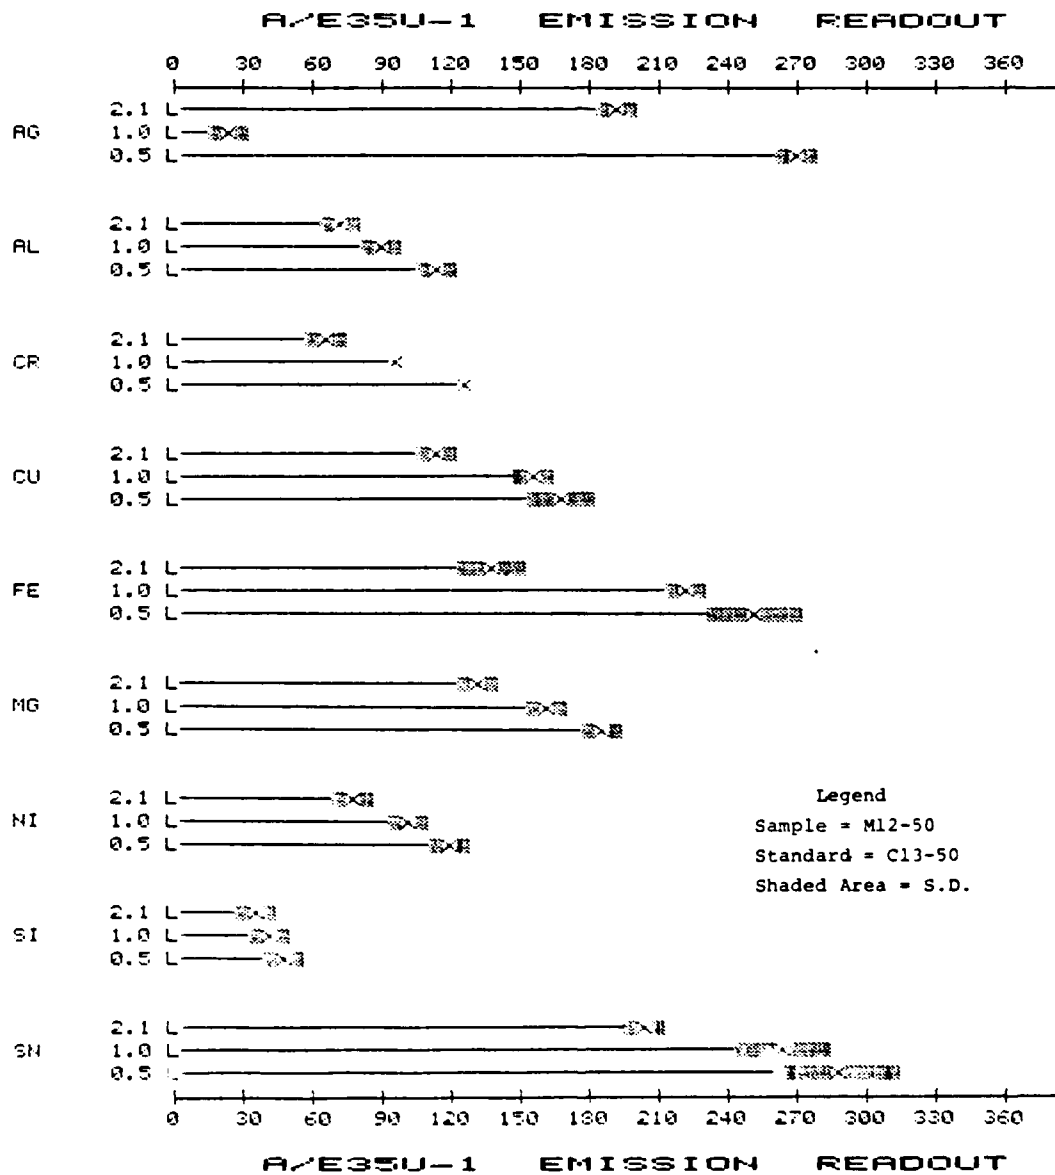 A/E35U-1 EMISSION READOUT
0 30 60 90 120 150 180 210 240 270 300 330 360
2.1 L
AG 1.0 L
0.5 L
2.1 L
AL 1.0 L
0.5 L
2.1 L
CR 1.0 L
0.5 L
2.1 L
CU 1.0 L
0.5 L
2.1 L
FE 1.0 L
0.5 L
2.1 L
MG 1.0 L
0.5 L
2.1 L
NI 1.0 L
0.5 L
Legend
Sample = M12-50
Standard = C13-50
Shaded Area = S.D.
2.1 L
SI 1.0 L
0.5 L
2.1 L
SN 1.0 L
0.5 L
0 30 60 90 120 150 180 210 240 270 300 330 360
A/E35U-1 EMISSION READOUT